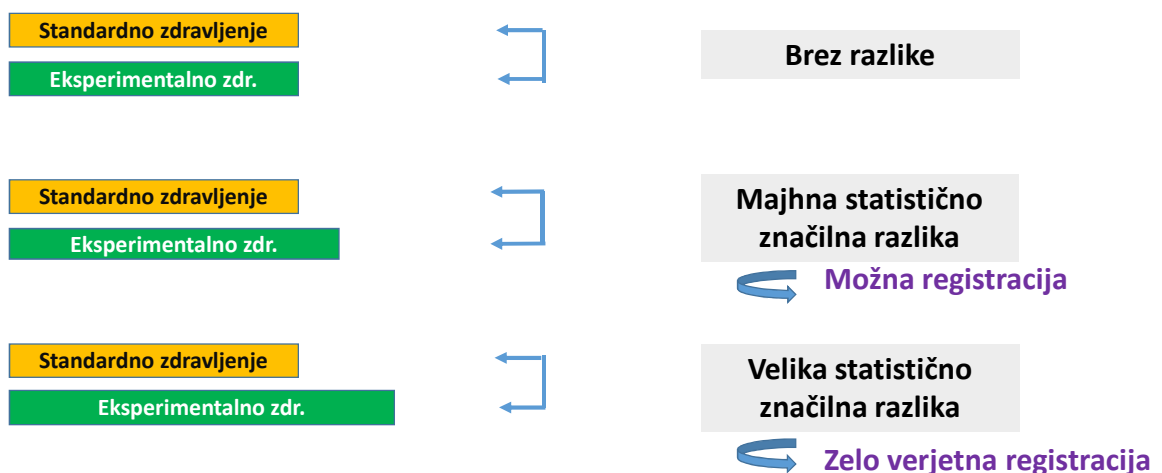 Standardno zdravljenje
Eksperimentalno zdr.
Brez razlike
Standardno zdravljenje
Eksperimentalno zdr.
Majhna statistično
značilna razlika
Možna registracija
Standardno zdravljenje
Eksperimentalno zdr.
Velika statistično
značilna razlika
Zelo verjetna registracija